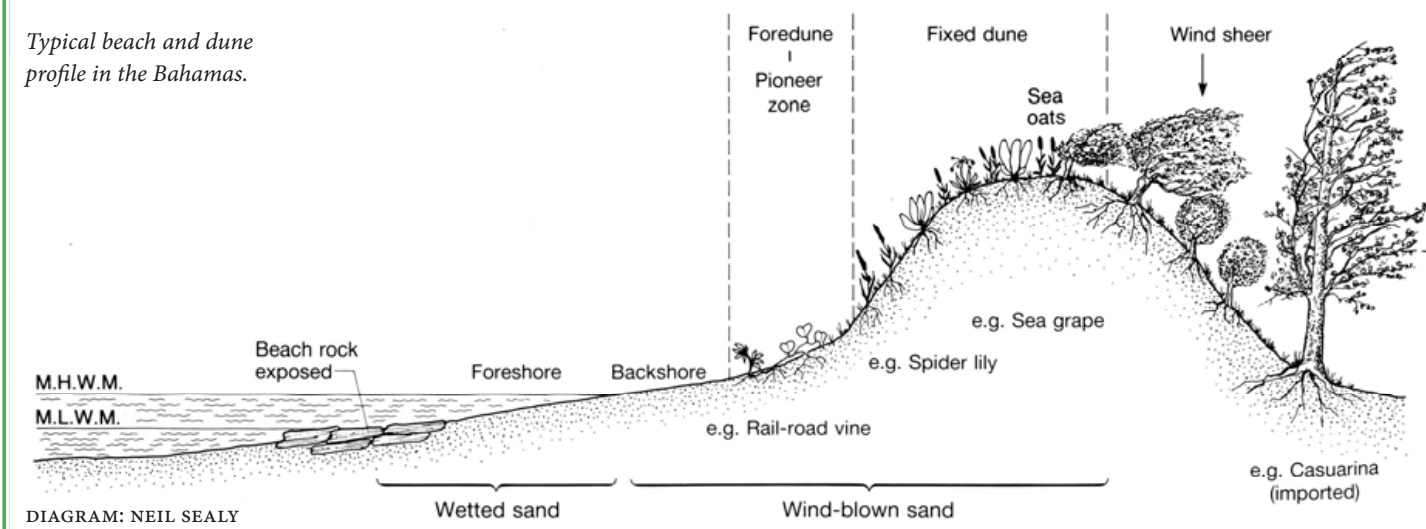 Typical beach and dune
profile in the Bahamas.
Foredune
Pioneer
zone
Fixed dune
Wind sheer
Sea
oats
e.g. Sea grape
e.g. Spider lily
Beach rock
exposed
Foreshore
Backshore
M.H.W.M.
M.L.W.M.
e.g. Rail-road vine
e.g. Casuarina
(imported)
Wetted sand
Wind-blown sand
DIAGRAM: NEIL SEALY